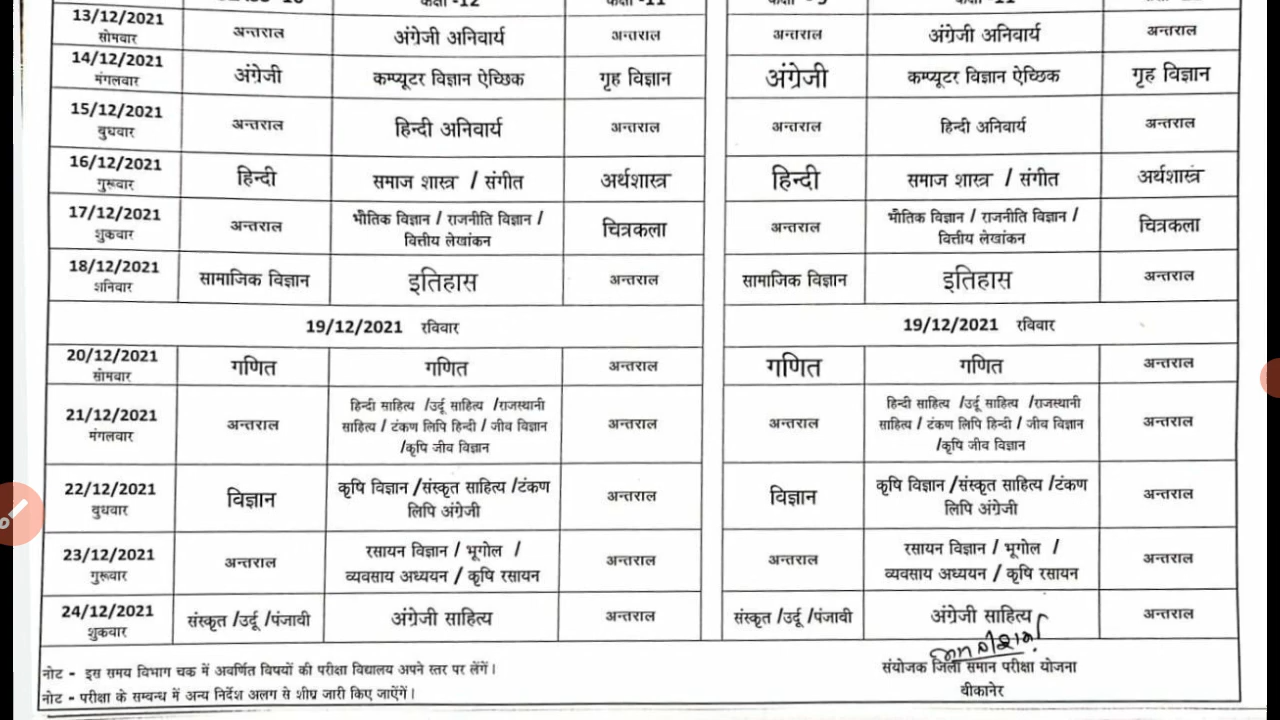 कक्षा -12 कक्षा -11 कक्षा -11
13/12/2021 सोमवार अन्तराल अंग्रेजी अनिवार्य अन्तराल अन्तराल अंग्रेजी अनिवार्य अन्तराल
14/12/2021 मंगलवार अंग्रेजी कम्प्यूटर विज्ञान ऐच्छिक गृह विज्ञान अंग्रेजी कम्प्यूटर विज्ञान ऐच्छिक गृह विज्ञान
15/12/2021 बुधवार अन्तराल हिन्दी अनिवार्य अन्तराल अन्तराल हिन्दी अनिवार्य अन्तराल
16/12/2021 गुरूवार हिन्दी समाज शास्त्र / संगीत अर्थशास्त्र हिन्दी समाज शास्त्र / संगीत अर्थशास्त्र
17/12/2021 शुक्रवार अन्तराल भौतिक विज्ञान / राजनीति विज्ञान / चित्रकला अन्तराल भौतिक विज्ञान / राजनीति विज्ञान / चित्रकला
वित्तीय लेखांकन वित्तीय लेखांकन
18/12/2021 शनिवार सामाजिक विज्ञान इतिहास अन्तराल सामाजिक विज्ञान इतिहास अन्तराल
19/12/2021 रविवार 19/12/2021 रविवार
20/12/2021 सोमवार गणित गणित अन्तराल गणित गणित अन्तराल
21/12/2021 मंगलवार अन्तराल हिन्दी साहित्य /उर्दू साहित्य /राजस्थानी अन्तराल अन्तराल हिन्दी साहित्य /उर्दू साहित्य /राजस्थानी अन्तराल
साहित्य / टंकण लिपि हिन्दी / जीव विज्ञान साहित्य / टंकण लिपि हिन्दी / जीव विज्ञान
/कृषि जीव विज्ञान /कृषि जीव विज्ञान
22/12/2021 बुधवार विज्ञान कृषि विज्ञान /संस्कृत साहित्य /टंकण अन्तराल विज्ञान कृषि विज्ञान /संस्कृत साहित्य /टंकण अन्तराल
लिपि अंग्रेजी लिपि अंग्रेजी
23/12/2021 गुरूवार अन्तराल रसायन विज्ञान / भूगोल / अन्तराल अन्तराल रसायन विज्ञान / भूगोल / अन्तराल
व्यवसाय अध्ययन / कृषि रसायन व्यवसाय अध्ययन / कृषि रसायन
24/12/2021 शुक्रवार संस्कृत /उर्दू /पंजाबी अंग्रेजी साहित्य अन्तराल संस्कृत /उर्दू /पंजाबी अंग्रेजी साहित्य अन्तराल
नोट - इस समय विभाग चक्र में अवर्णित विषयों की परीक्षा विद्यालय अपने स्तर पर लेंगें।
नोट - परीक्षा के सम्बन्ध में अन्य निर्देश अलग से शीघ्र जारी किए जाऐंगें।
संयोजक जिला समान परीक्षा योजना
बीकानेर